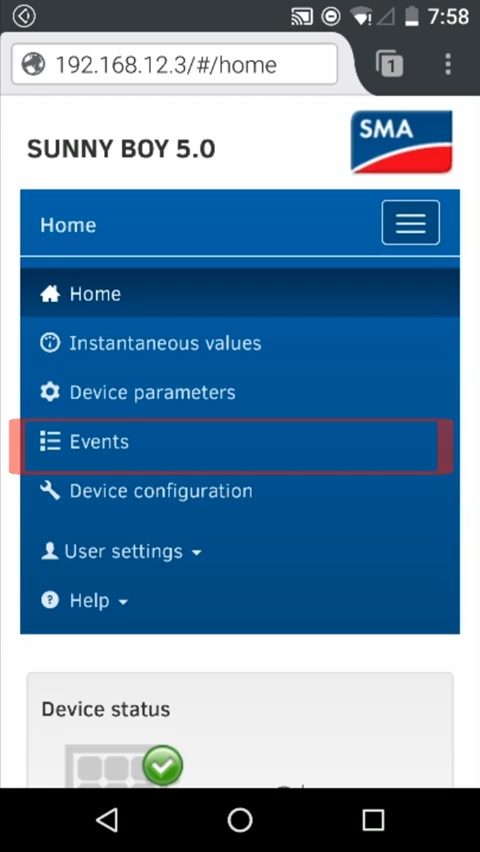 7:58
192.168.12.3/#/home
1
SUNNY BOY 5.0
SMA
Home
Home
Instantaneous values
Device parameters
Events
Device configuration
User settings
Help
Device status